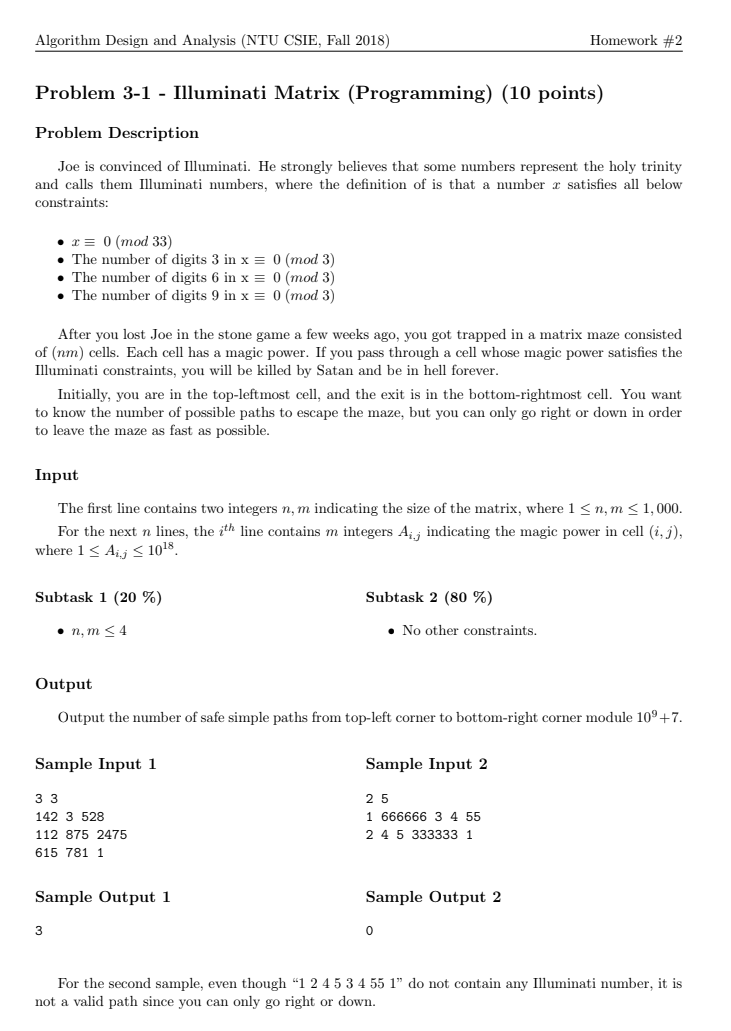 Algorithm Design and Analysis (NTU CSIE, Fall 2018) Homework #2
Problem 3-1 - Illuminati Matrix (Programming) (10 points)
Problem Description
Joe is convinced of Illuminati. He strongly believes that some numbers represent the holy trinity
and calls them Illuminati numbers, where the definition of is that a number x satisfies all below
constraints:
• x ≡ 0 (mod 33)
• The number of digits 3 in x ≡ 0 (mod 3)
• The number of digits 6 in x ≡ 0 (mod 3)
• The number of digits 9 in x ≡ 0 (mod 3)
After you lost Joe in the stone game a few weeks ago, you got trapped in a matrix maze consisted
of (nm) cells. Each cell has a magic power. If you pass through a cell whose magic power satisfies the
Illuminati constraints, you will be killed by Satan and be in hell forever.
Initially, you are in the top-leftmost cell, and the exit is in the bottom-rightmost cell. You want
to know the number of possible paths to escape the maze, but you can only go right or down in order
to leave the maze as fast as possible.
Input
The first line contains two integers n, m indicating the size of the matrix, where 1 ≤ n, m ≤ 1, 000.
For the next n lines, the i^th line contains m integers A_{i,j} indicating the magic power in cell (i, j),
where 1 ≤ A_{i,j} ≤ 10^18.
Subtask 1 (20 %)
• n, m ≤ 4
Subtask 2 (80 %)
• No other constraints.
Output
Output the number of safe simple paths from top-left corner to bottom-right corner module 10^9+7.
Sample Input 1
3 3
142 3 528
112 875 2475
615 781 1
Sample Input 2
2 5
1 666666 3 4 55
2 4 5 333333 1
Sample Output 1
3
Sample Output 2
0
For the second sample, even though "1 2 4 5 3 4 55 1" do not contain any Illuminati number, it is
not a valid path since you can only go right or down.